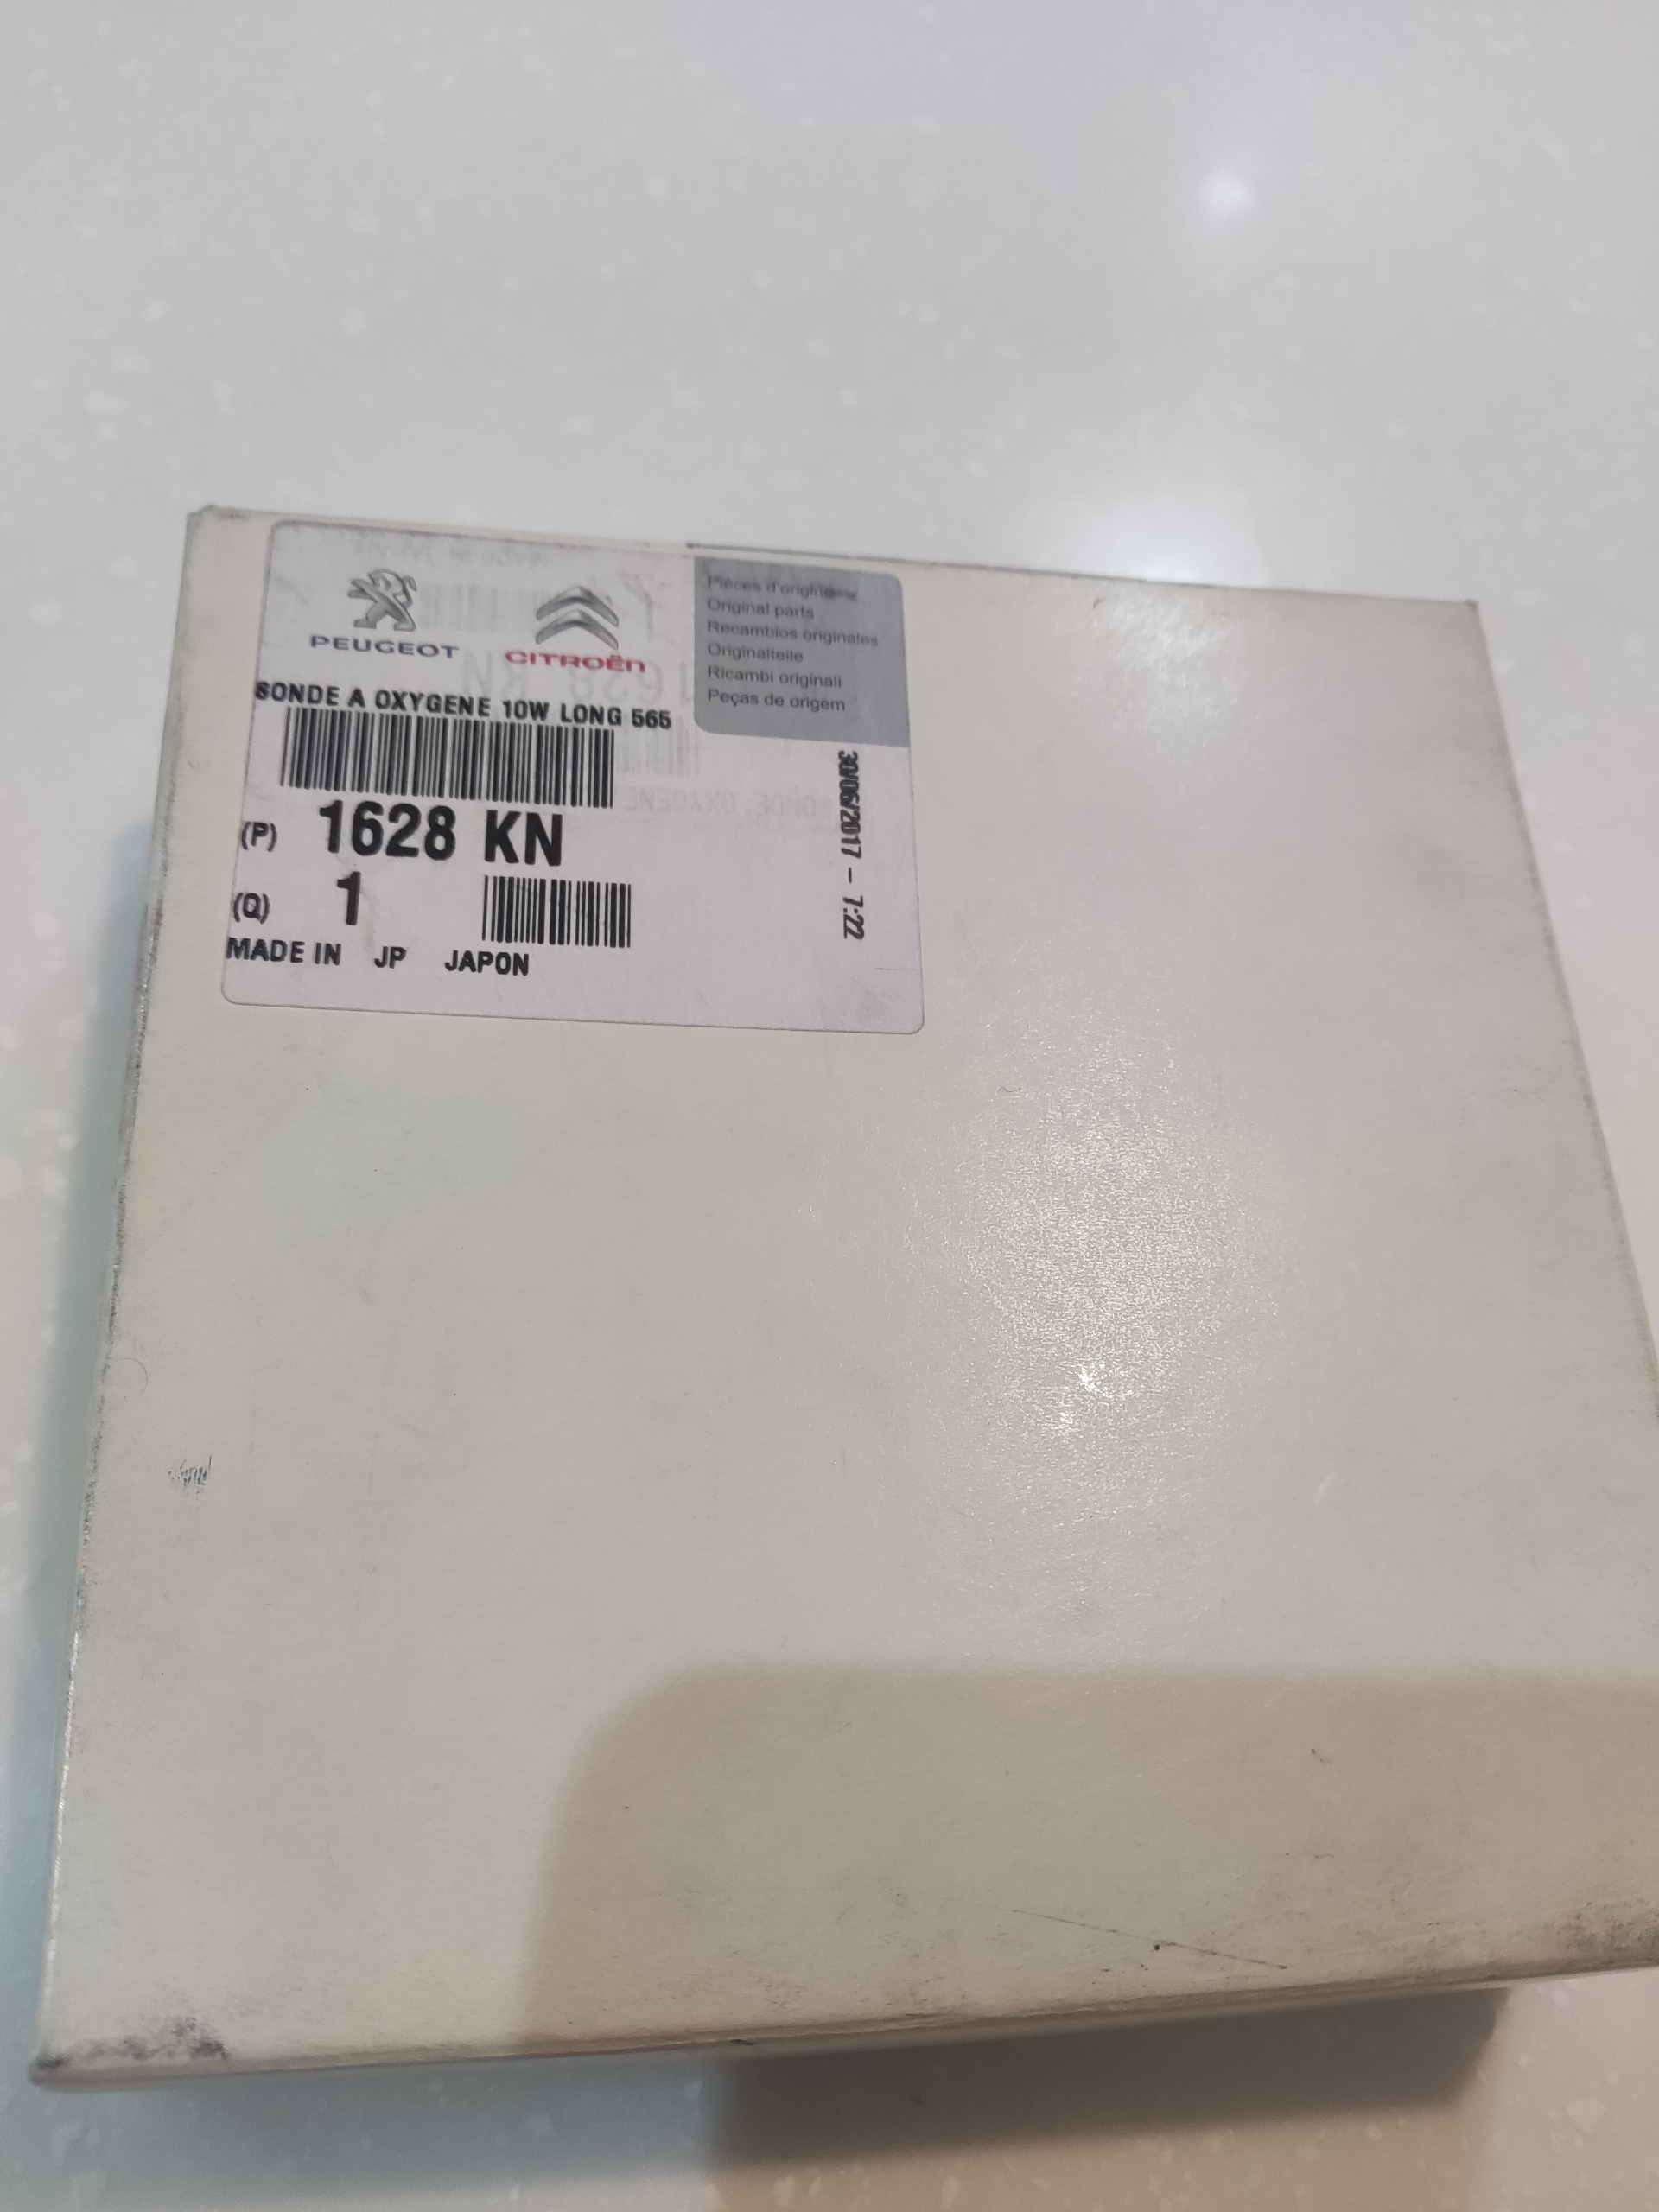 PEUGEOT
CITROËN
Pièces d'origine
Original parts
Recambios originales
Originalteile
Ricambi originali
Peças de origem
SONDE A OXYGENE 10W LONG 565
(P) 1628 KN
(Q) 1
MADE IN JP JAPON
30/06/2017 - 7:22